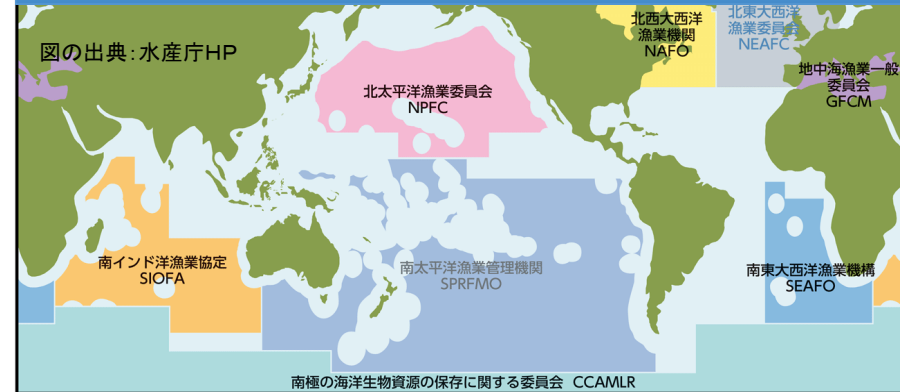 図の出典：水産庁HP
北西大西洋
漁業機関
NAFO
北東大西洋
漁業委員会
NEAFC
地中海漁業一般
委員会
GFCM
北太平洋漁業委員会
NPFC
南インド洋漁業協定
SIOFA
南太平洋漁業管理機関
SPRFMO
南東大西洋漁業機構
SEAFO
南極の海洋生物資源の保存に関する委員会 CCAMLR